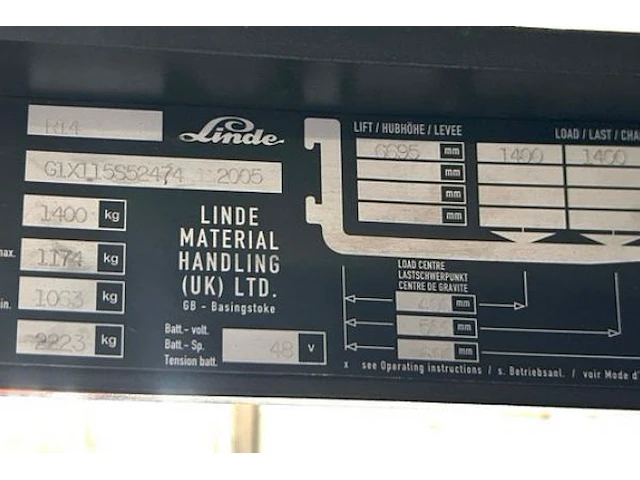 R14
Linde
G1X115S52474 2005
1400 kg
max. 1174 kg
in. 1063 kg
2223 kg
LINDE
MATERIAL
HANDLING
(UK) LTD.
GB - Basingstoke
Batt.- volt.
Batt.- Sp.
Tension batt.
48 v
LIFT / HUBHÖHE / LEVEE
LOAD / LAST / CHA
6695 mm 1400 1400
mm
mm
mm
LOAD CENTRE
LASTSCHWERPUNKT
CENTRE DE GRAVITE
mm
mm
mm
x see Operating instructions / s. Betriebsanl. / voir Mode d'